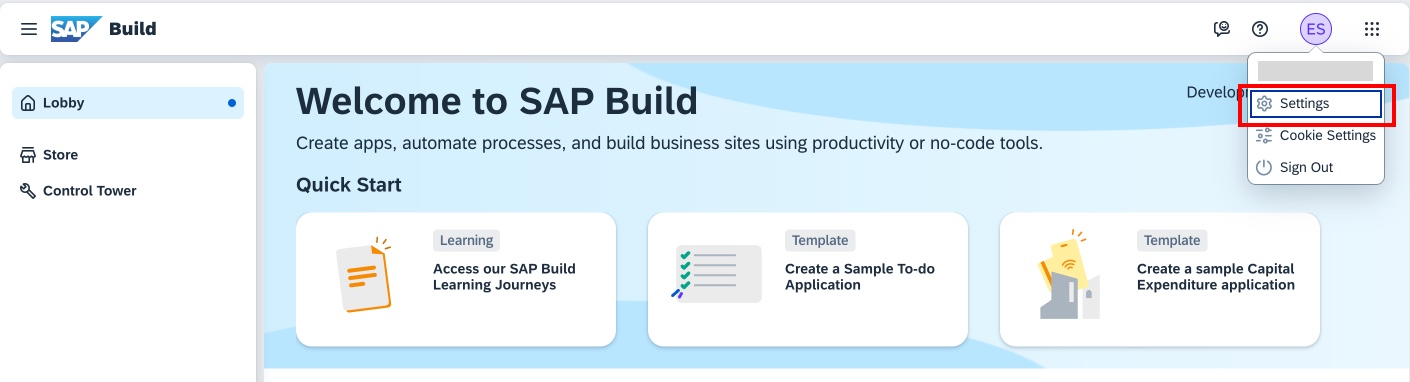 SAP Build
ES
Lobby
Store
Control Tower
Welcome to SAP Build
Create apps, automate processes, and build business sites using productivity or no-code tools.
Develop
Settings
Cookie Settings
Sign Out
Quick Start
Learning
Access our SAP Build
Learning Journeys
Template
Create a Sample To-do
Application
Template
Create a sample Capital
Expenditure application